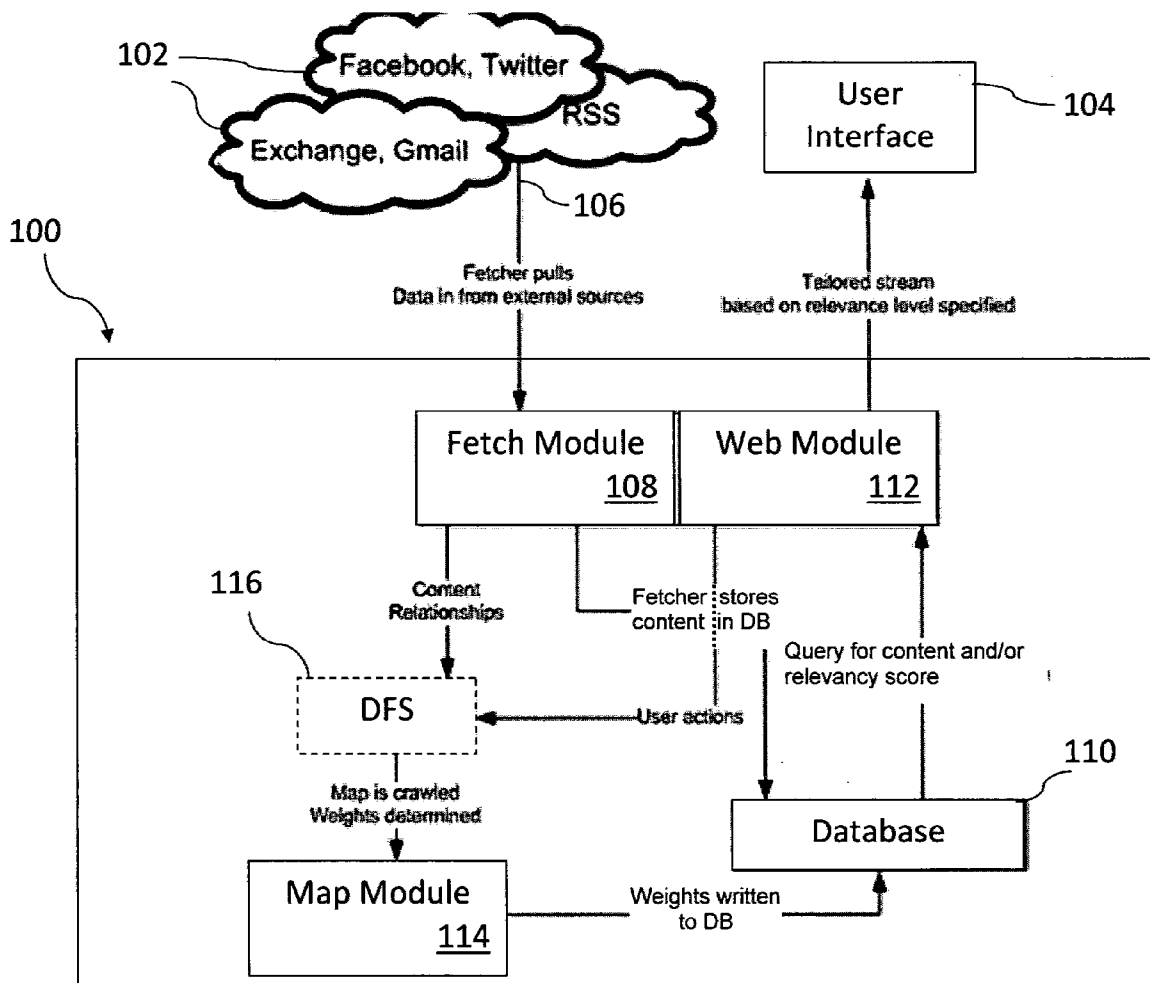 102
Facebook, Twitter
RSS
Exchange, Gmail
User
Interface
104
106
100
Fetcher pulls
Data in from external sources
Tailored stream
based on relevance level specified
Fetch Module
108
Web Module
112
116
Content
Relationships
Fetcher stores
content in DB
Query for content and/or
relevancy score
DFS
User actions
110
Map is crawled
Weights determined
Database
Map Module
114
Weights written
to DB